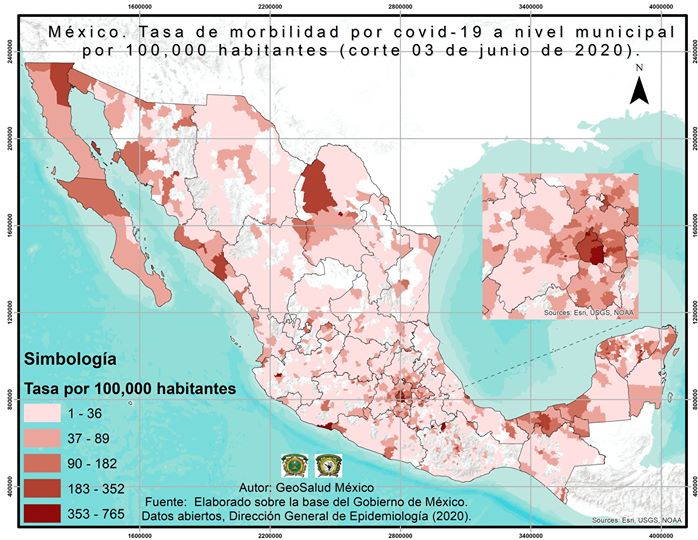 México. Tasa de morbilidad por covid-19 a nivel municipal
por 100,000 habitantes (corte 03 de junio de 2020).
N
2200000
2800000
3400000
4000000
2400000
2000000
1600000
1200000
800000
400000
2400000
2000000
1600000
1200000
800000
400000
Sources: Esri, USGS, NOAA
Simbología
Tasa por 100,000 habitantes
1 - 36
37 - 89
90 - 182
183 - 352
353 - 765
Autor: GeoSalud México
Fuente: Elaborado sobre la base del Gobierno de México.
Datos abiertos, Dirección General de Epidemiología (2020).
Sources: Esri, USGS, NOAA
1600000
2200000
2800000
3400000
4000000